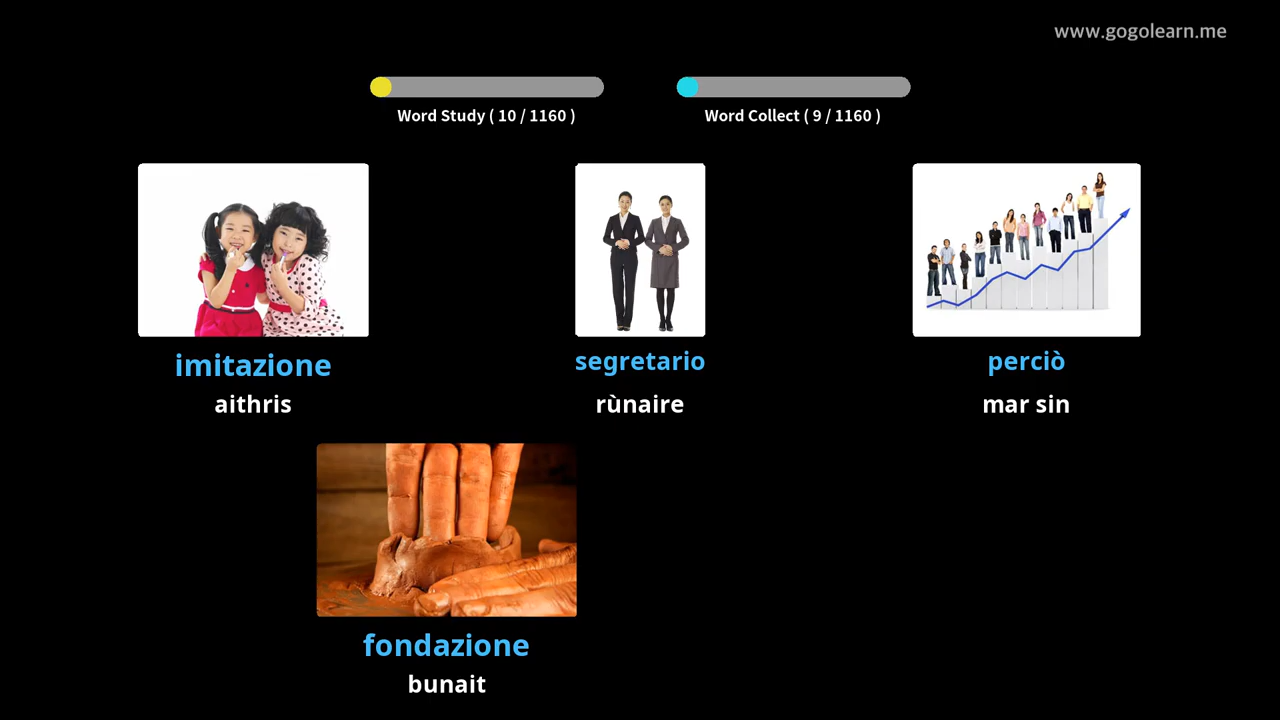 www.gogolearn.me
Word Study ( 10 / 1160 )
Word Collect ( 9 / 1160 )
imitazione
aithris
segretario
rùnaire
perciò
mar sin
fondazione
bunait